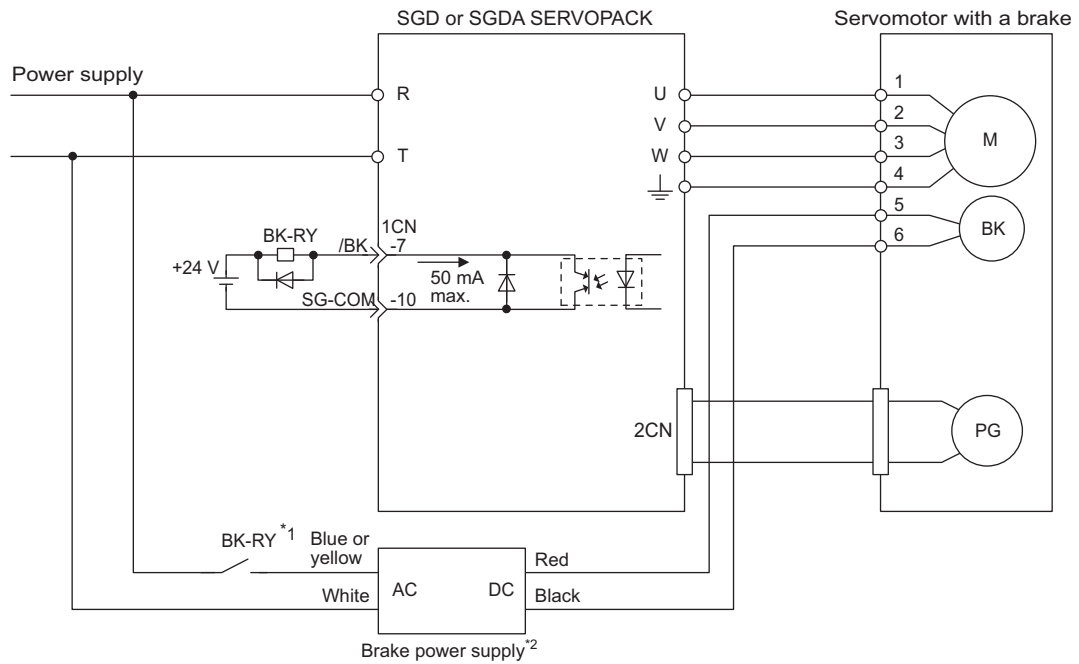 SGD or SGDA SERVOPACK
Servomotor with a brake
Power supply
R
U
1
V
2
M
T
W
3
4
5
BK
6
1CN
BK-RY
/BK
-7
+24 V
50 mA
max.
SG-COM
-10
2CN
PG
BK-RY *1
Blue or
yellow
Red
White
AC
DC
Black
Brake power supply*2